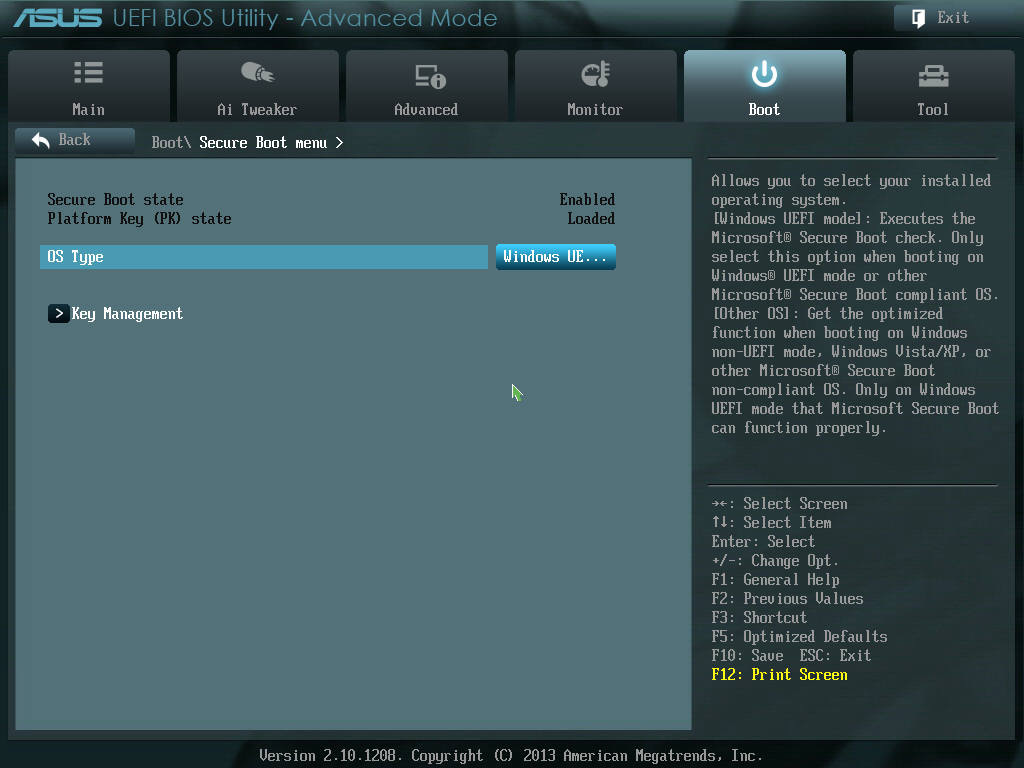 ASUS UEFI BIOS Utility - Advanced Mode
Exit
Main
Ai Tweaker
Advanced
Monitor
Boot
Tool
Back
Boot\ Secure Boot menu >
Secure Boot state Enabled
Platform Key (PK) state Loaded
OS Type Windows UE...
> Key Management
Allows you to select your installed
operating system.
[Windows UEFI mode]: Executes the
Microsoft® Secure Boot check. Only
select this option when booting on
Windows® UEFI mode or other
Microsoft® Secure Boot compliant OS.
[Other OS]: Get the optimized
function when booting on Windows
non-UEFI mode, Windows Vista/XP, or
other Microsoft® Secure Boot
non-compliant OS. Only on Windows
UEFI mode that Microsoft Secure Boot
can function properly.
→←: Select Screen
↑↓: Select Item
Enter: Select
+/-: Change Opt.
F1: General Help
F2: Previous Values
F3: Shortcut
F5: Optimized Defaults
F10: Save ESC: Exit
F12: Print Screen
Version 2.10.1208. Copyright (C) 2013 American Megatrends, Inc.